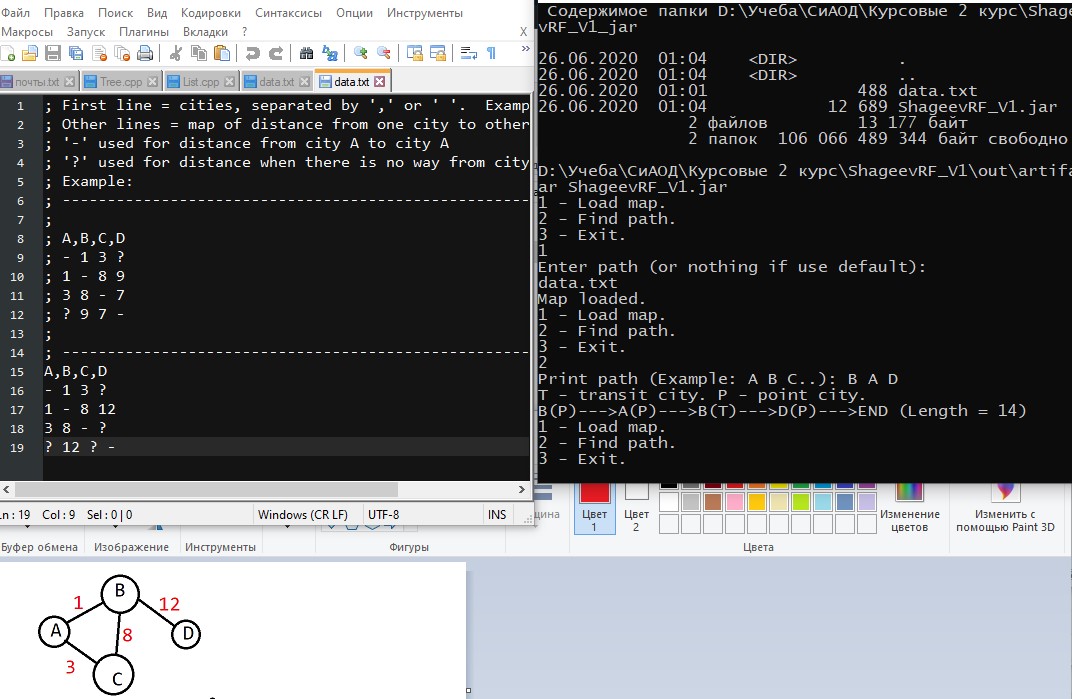 Файл Правка Поиск Вид Кодировки Синтаксисы Опции Инструменты
Макросы Запуск Плагины Вкладки ? X
почты.txt Tree.cpp List.cpp data.txt data.txt
1 ; First line = cities, separated by ',' or ' '. Examp
2 ; Other lines = map of distance from one city to other
3 ; '-' used for distance from city A to city A
4 ; '?' used for distance when there is no way from city
5 ; Example:
6 ; -----------------------------------------------------
7 ;
8 ; A,B,C,D
9 ; - 1 3 ?
10 ; 1 - 8 9
11 ; 3 8 - 7
12 ; ? 9 7 -
13 ;
14 ; -----------------------------------------------------
15 A,B,C,D
16 - 1 3 ?
17 1 - 8 12
18 3 8 - ?
19 ? 12 ? -
Ln : 19 Col : 9 Sel : 0 | 0 Windows (CR LF) UTF-8 INS
Содержимое папки D:\Учеба\СиАОД\Курсовые 2 курс\Shage
evRF_V1_jar
26.06.2020 01:04 <DIR> .
26.06.2020 01:04 <DIR> ..
26.06.2020 01:01 488 data.txt
26.06.2020 01:04 12 689 ShageevRF_V1.jar
2 файлов 13 177 байт
2 папок 106 066 489 344 байт свободно
D:\Учеба\СиАОД\Курсовые 2 курс\ShageevRF_V1\out\artifa
ar ShageevRF_V1.jar
1 - Load map.
2 - Find path.
3 - Exit.
1
Enter path (or nothing if use default):
data.txt
Map loaded.
1 - Load map.
2 - Find path.
3 - Exit.
2
Print path (Example: A B C..): B A D
T - transit city. P - point city.
B(P)--->A(P)--->B(T)--->D(P)--->END (Length = 14)
1 - Load map.
2 - Find path.
3 - Exit.
Цвет 1
Цвет 2
Изменение цветов
Изменить с помощью Paint 3D
Буфер обмена Изображение Инструменты Фигуры Цвета
B
1 12
A 8 D
3
C